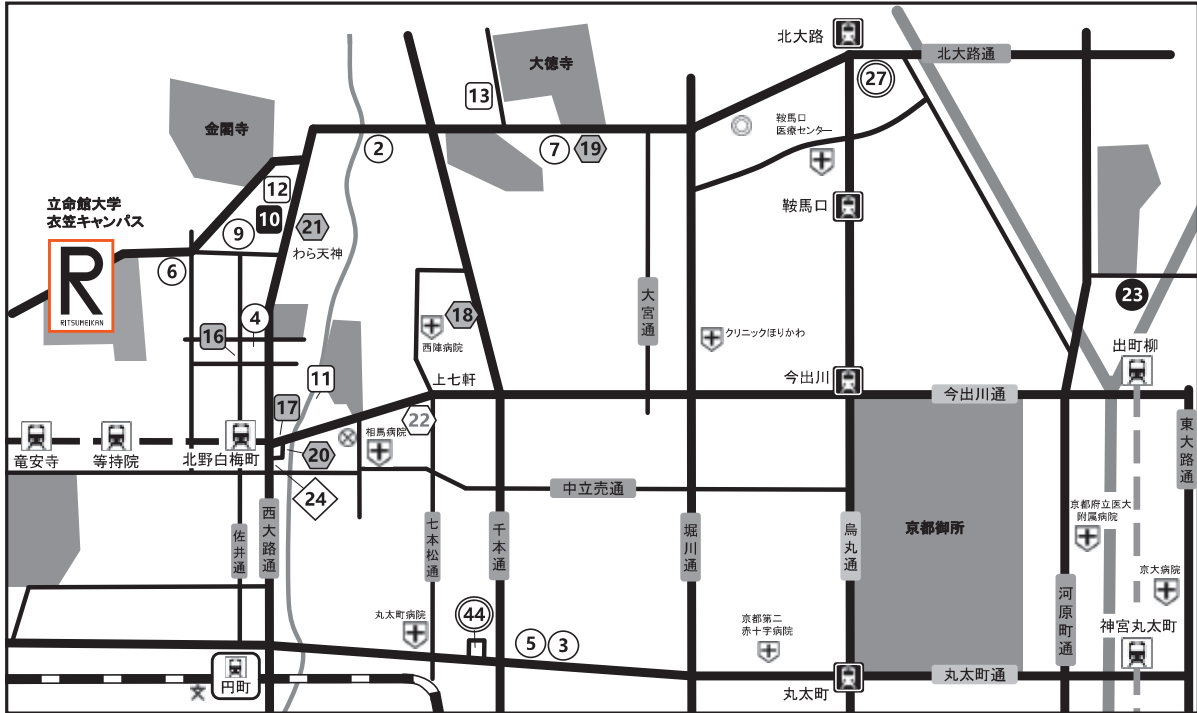 北大路
北大路通
27
大徳寺
13
金閣寺
2
7
19
鞍馬口
医療センター
12
10
9
21
わら天神
立命館大学
衣笠キャンパス
R
RITSUMEIKAN
6
鞍馬口
大宮通
23
18
西陣病院
4
16
クリニックほりかわ
出町柳
11
上七軒
今出川
今出川通
17
22
相馬病院
東大路通
竜安寺
等持院
北野白梅町
20
24
中立売通
西大路通
佐井通
七本松通
千本通
堀川通
烏丸通
京都御所
京都府立医大
附属病院
京大病院
河原町通
丸太町病院
44
5
3
京都第二
赤十字病院
神宮丸太町
円町
丸太町
丸太町通